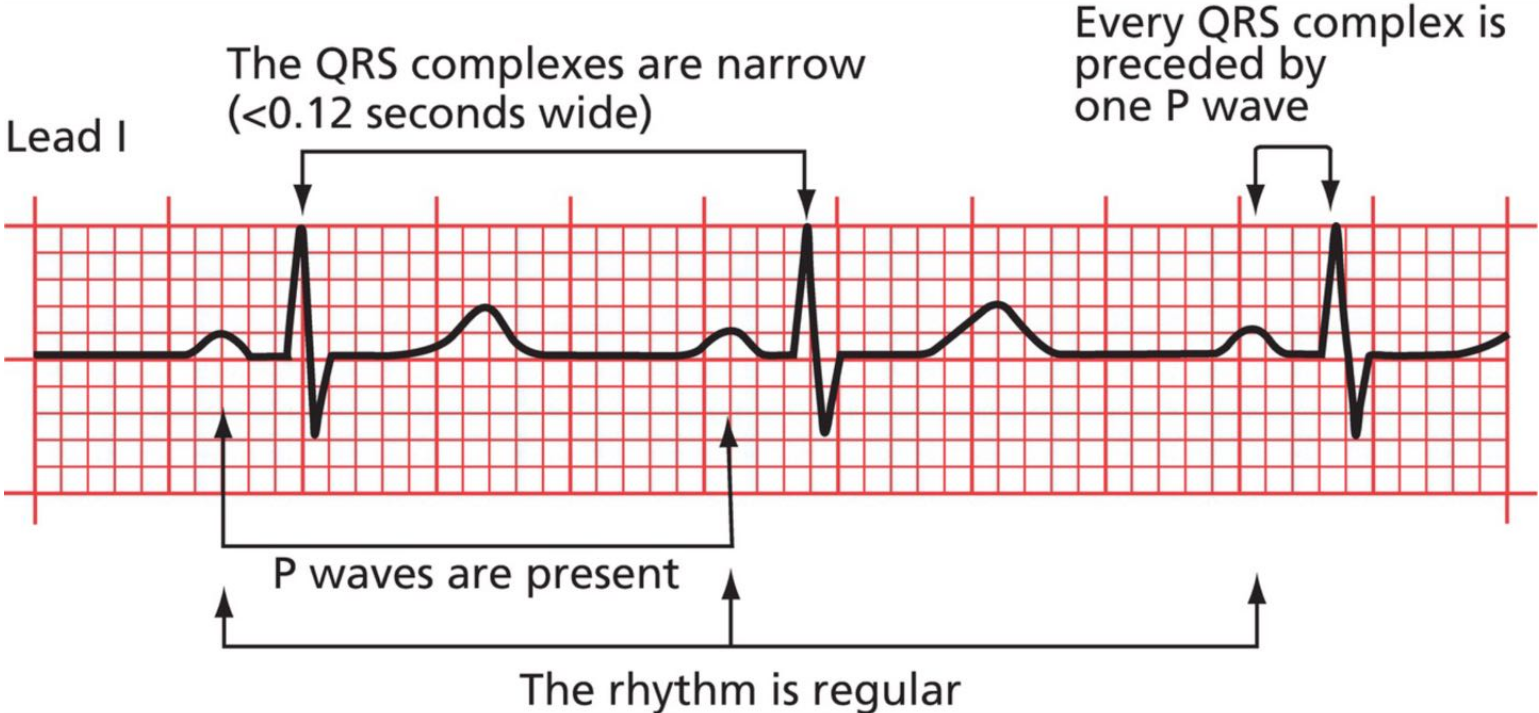 Every QRS complex is
preceded by
one P wave
The QRS complexes are narrow
(<0.12 seconds wide)
Lead I
P waves are present
The rhythm is regular